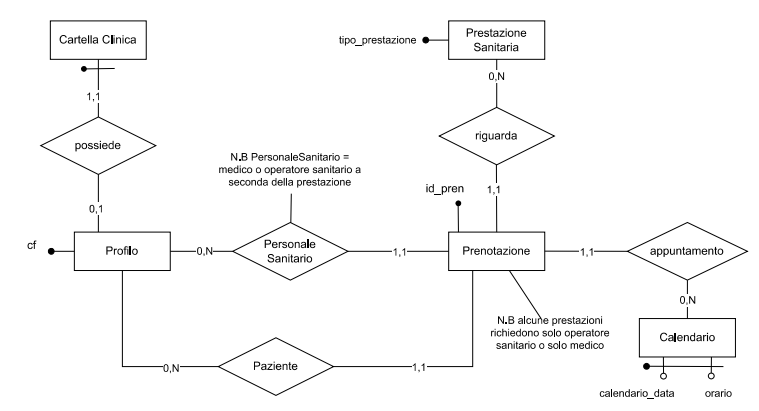 Cartella Clinica
tipo_prestazione
Prestazione
Sanitaria
1,1
0,N
possiede
riguarda
N.B PersonaleSanitario =
medico o operatore sanitario a
seconda della prestazione
id_pren
0,1
1,1
cf
Profilo
0,N
Personale
Sanitario
1,1
Prenotazione
1,1
appuntamento
0,N
N.B alcune prestazioni
richiedono solo operatore
sanitario o solo medico
Calendario
0,N
Paziente
1,1
calendario_data
orario